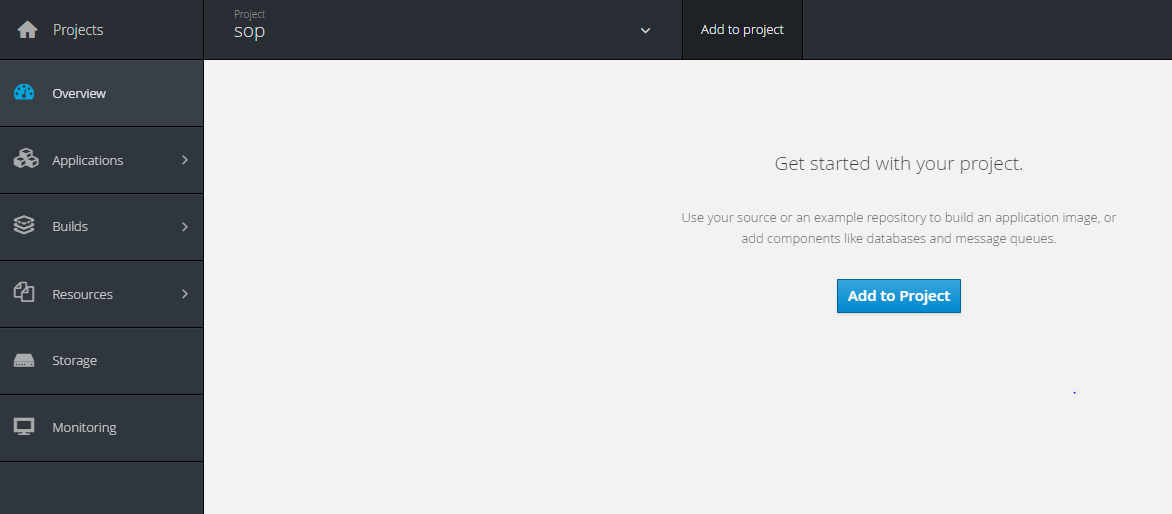 Projects
Project
sop
Add to project
Overview
Applications
Builds
Resources
Storage
Monitoring
Get started with your project.
Use your source or an example repository to build an application image, or
add components like databases and message queues.
Add to Project